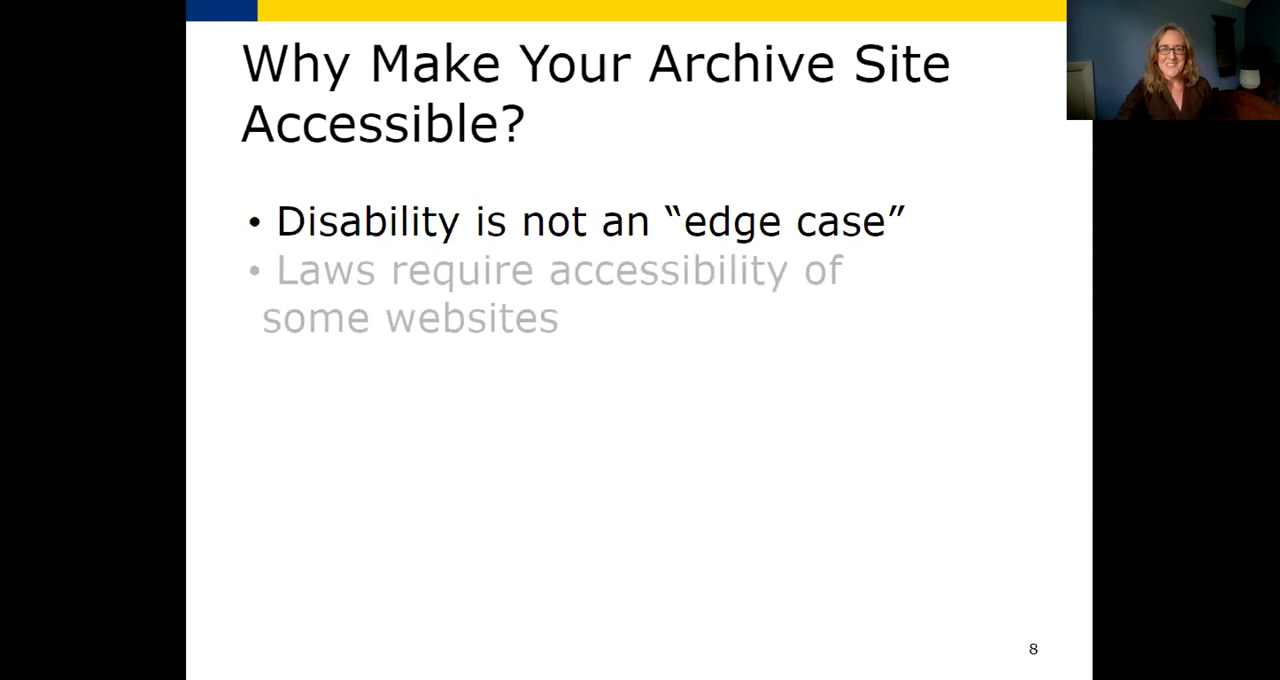 Why Make Your Archive Site
Accessible?
• Disability is not an “edge case”
• Laws require accessibility of
some websites
8